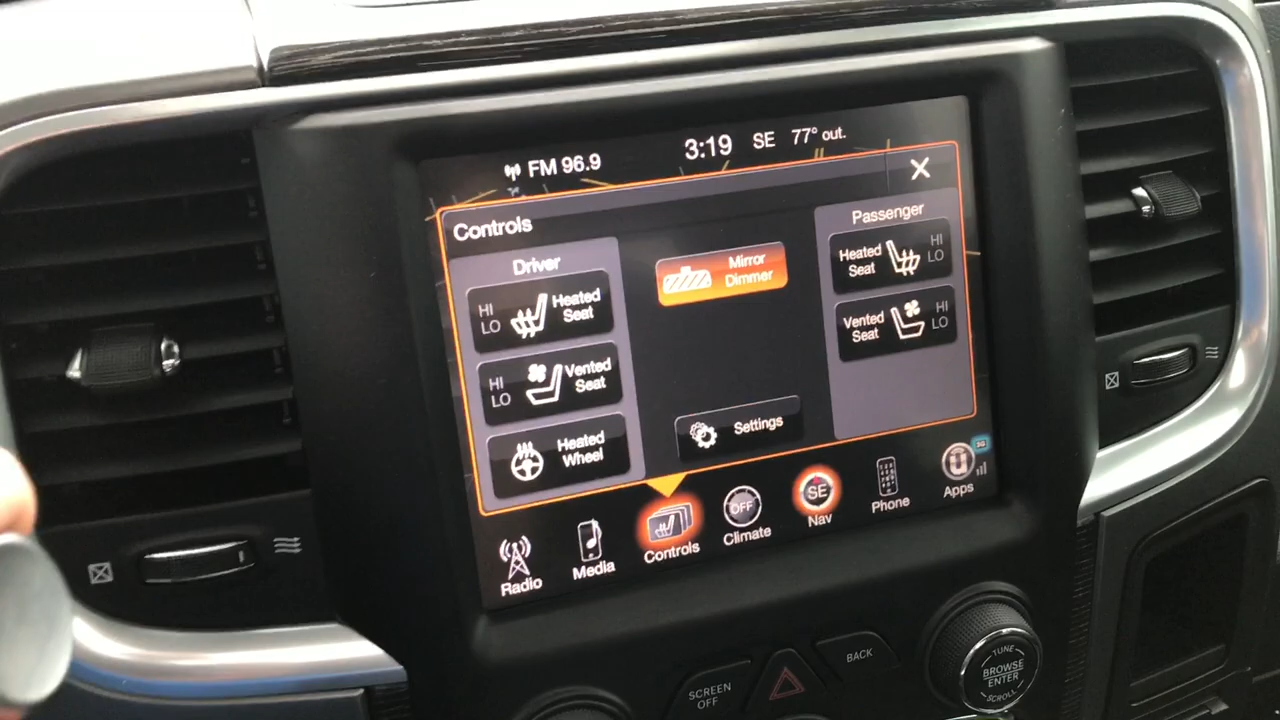 FM 96.9
3:19
SE
77° out.
Controls
Driver
HI
LO
Heated
Seat
HI
LO
Vented
Seat
Heated
Wheel
Mirror
Dimmer
Settings
Passenger
Heated
Seat
HI
LO
Vented
Seat
HI
LO
Radio
Media
Controls
OFF
Climate
SE
Nav
Phone
Apps
3G
SCREEN
OFF
BACK
TUNE
BROWSE
ENTER
SCROLL